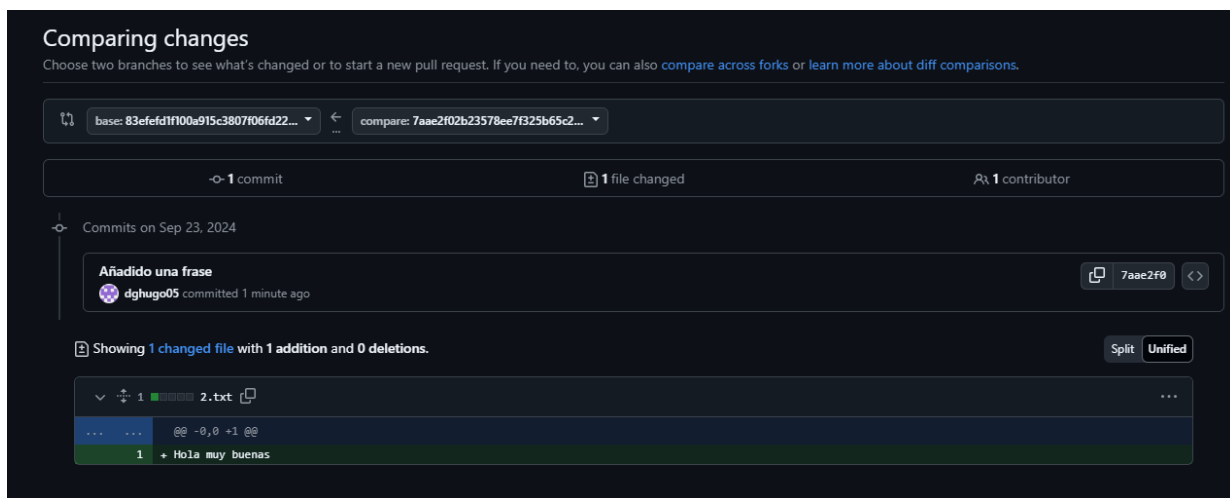 Comparing changes
Choose two branches to see what's changed or to start a new pull request. If you need to, you can also compare across forks or learn more about diff comparisons.
base: 83efefd1f100a915c3807f06fd22... ← ... compare: 7aae2f02b23578ee7f325b65c2...
1 commit 1 file changed 1 contributor
Commits on Sep 23, 2024
Añadido una frase
7aae2f0 <>
dghugo05 committed 1 minute ago
Showing 1 changed file with 1 addition and 0 deletions.
Split Unified
1 2.txt ...
... ... @@ -0,0 +1 @@
1 + Hola muy buenas